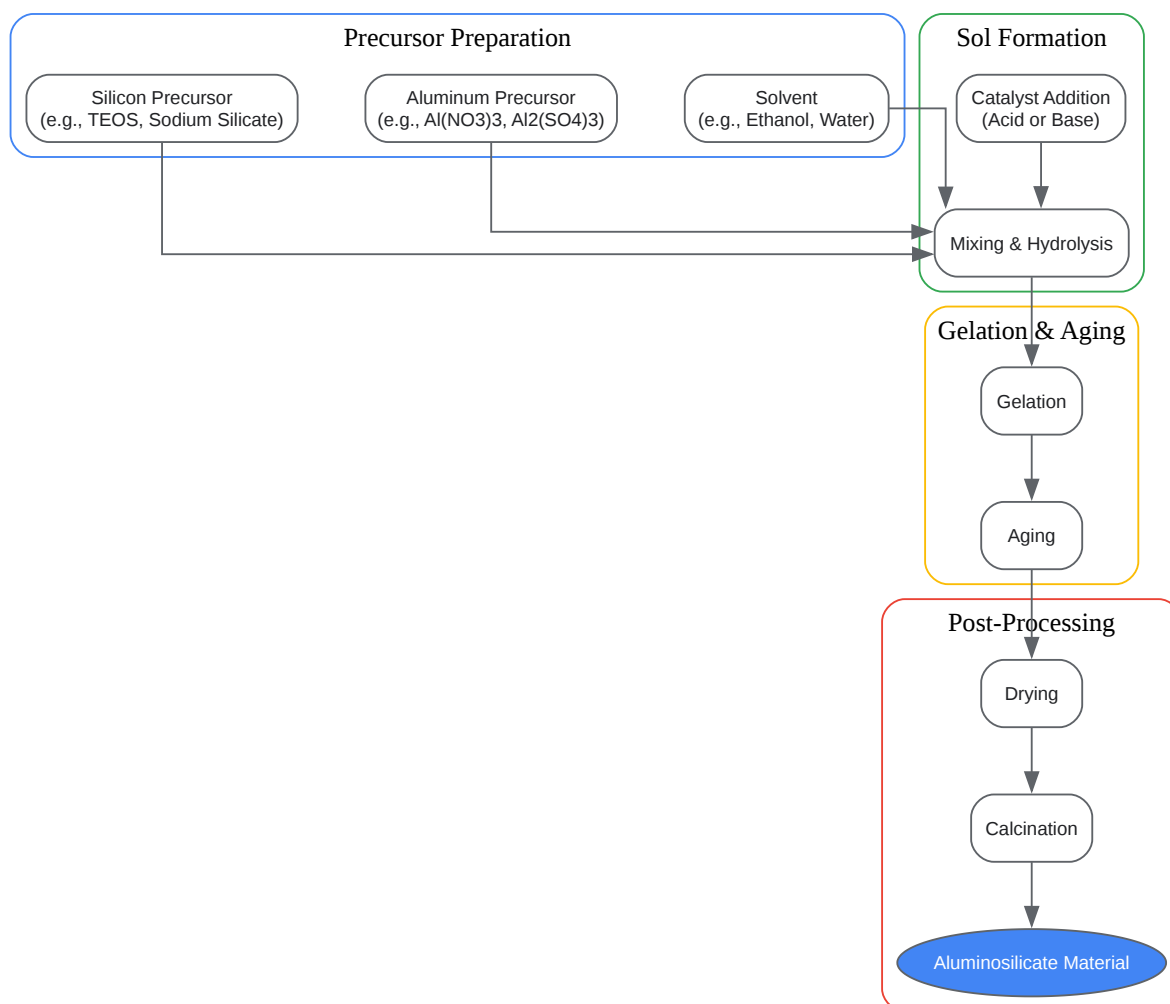 Precursor Preparation
Silicon Precursor
(e.g., TEOS, Sodium Silicate)
Aluminum Precursor
(e.g., Al(NO3)3, Al2(SO4)3)
Solvent
(e.g., Ethanol, Water)
Sol Formation
Catalyst Addition
(Acid or Base)
Mixing & Hydrolysis
Gelation & Aging
Gelation
Aging
Post-Processing
Drying
Calcination
Aluminosilicate Material